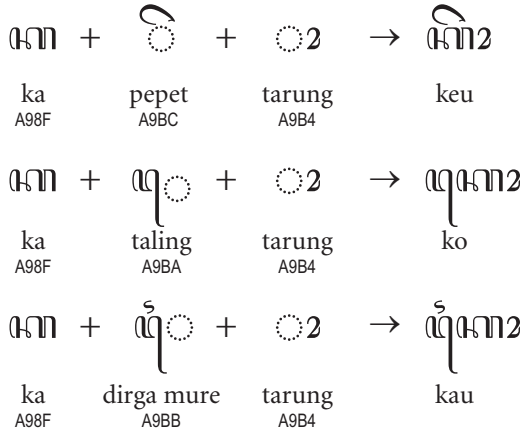 ꦏ + ꦼ + ꦴ → ꦏꦼꦴ
ka pepet tarung keu
A98F A9BC A9B4
ꦏ + ꦺ + ꦴ → ꦏꦺꦴ
ka taling tarung ko
A98F A9BA A9B4
ꦏ + ꦻ + ꦴ → ꦏꦻꦴ
ka dirga mure tarung kau
A98F A9BB A9B4